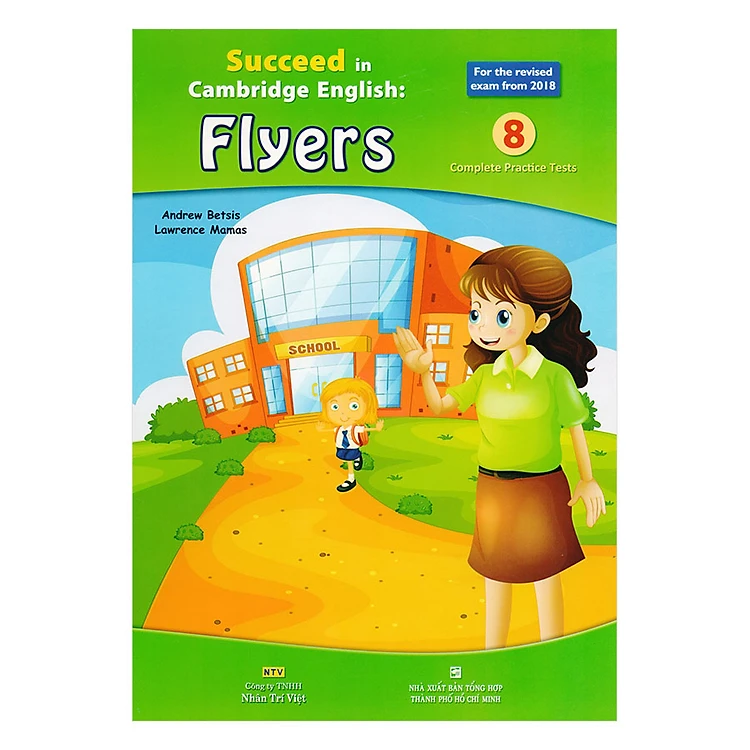 Succeed in
Cambridge English:
Flyers
For the revised
exam from 2018
8
Complete Practice Tests
Andrew Betsis
Lawrence Mamas
SCHOOL
NTV
Công ty TNHH
Nhân Trí Việt
NHÀ XUẤT BẢN TỔNG HỢP
THÀNH PHỐ HỒ CHÍ MINH